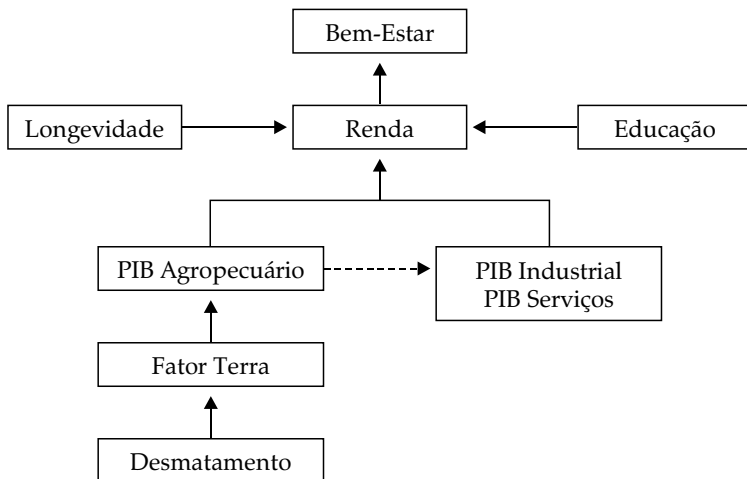 Bem-Estar
Longevidade
Renda
Educação
PIB Agropecuário
PIB Industrial
PIB Serviços
Fator Terra
Desmatamento